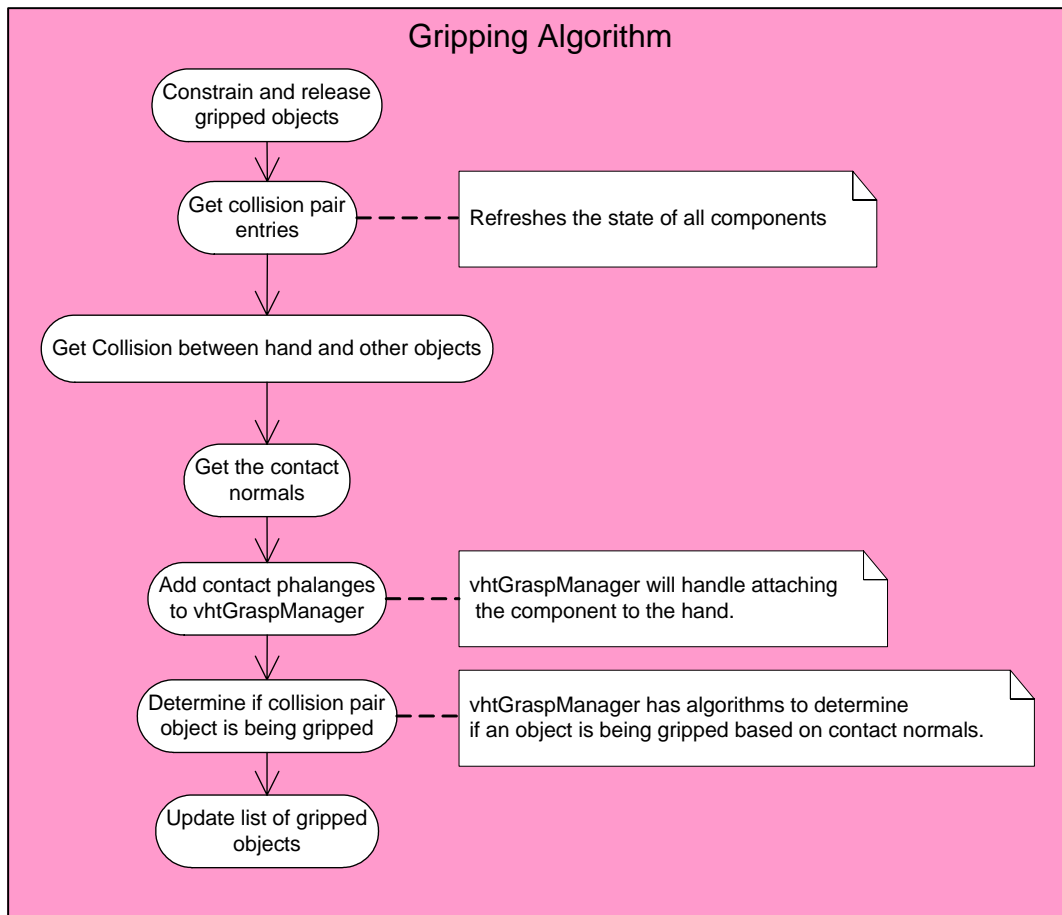 Gripping Algorithm
Constrain and release
gripped objects
Get collision pair
entries
Refreshes the state of all components
Get Collision between hand and other objects
Get the contact
normals
Add contact phalanges
to vhtGraspManager
vhtGraspManager will handle attaching
the component to the hand.
Determine if collision pair
object is being gripped
vhtGraspManager has algorithms to determine
if an object is being gripped based on contact normals.
Update list of gripped
objects